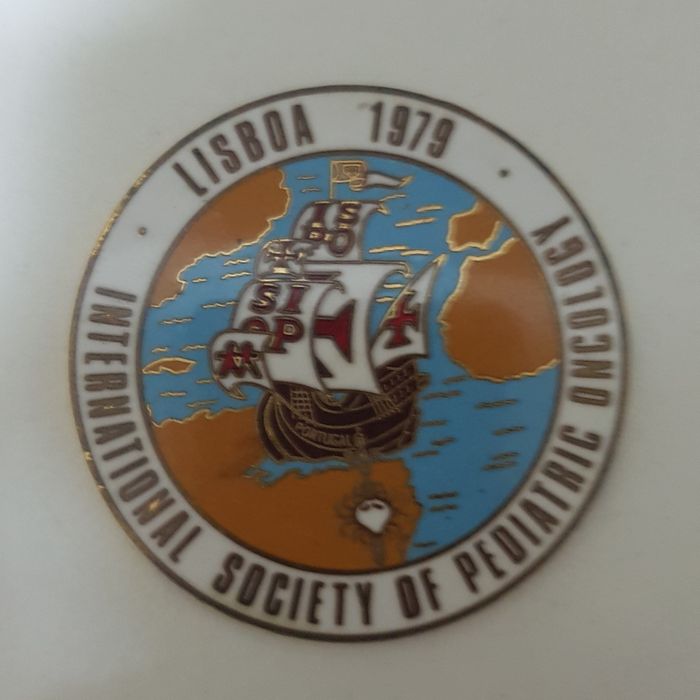 LISBOA 1979
INTERNATIONAL SOCIETY OF PEDIATRIC ONCOLOGY
SIOP
PORTUGAL